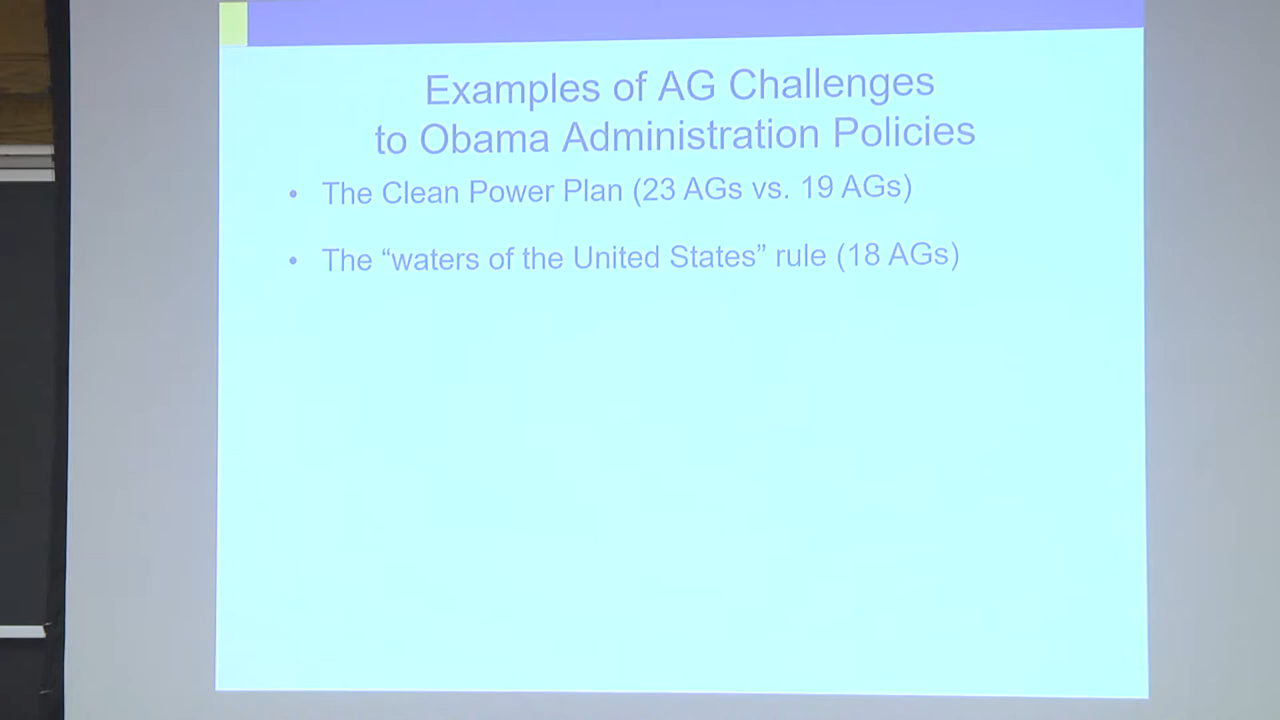 Examples of AG Challenges
to Obama Administration Policies
• The Clean Power Plan (23 AGs vs. 19 AGs)
• The “waters of the United States” rule (18 AGs)